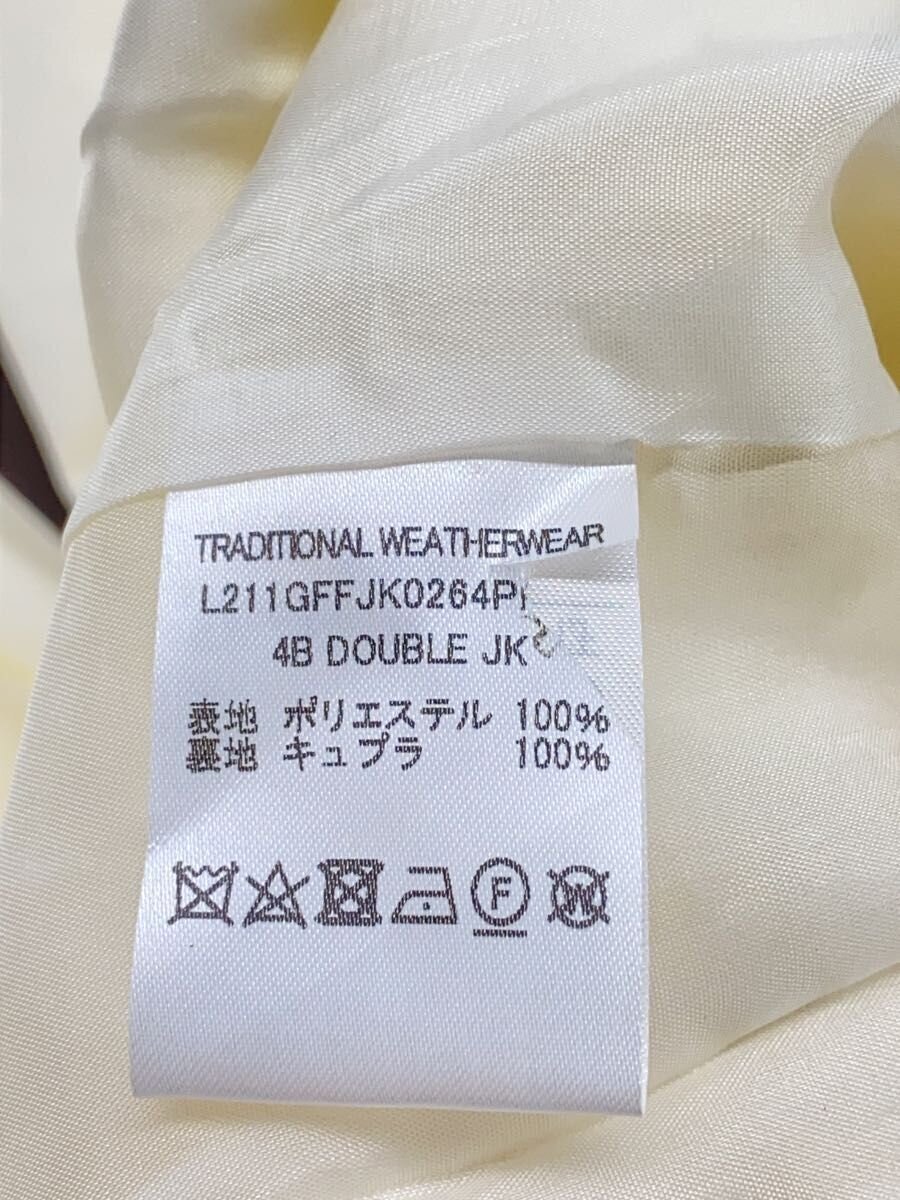 TRADITIONAL WEATHERWEAR
L211GFFJK0264P
4B DOUBLE JK
表地 ポリエステル 100%
裏地 キュプラ 100%
F
W